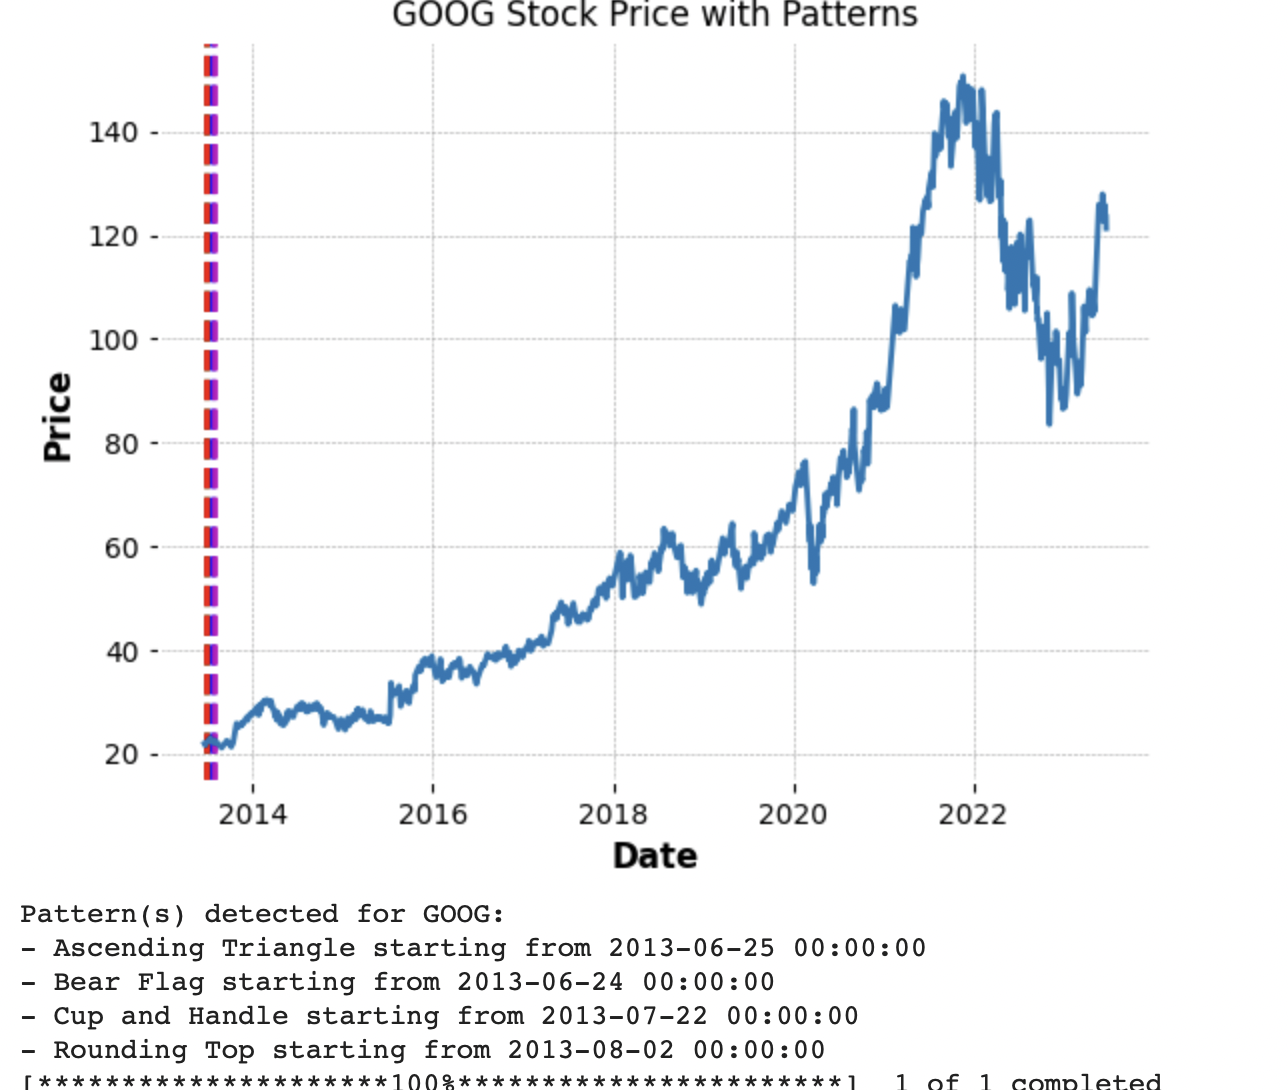 GOOG Stock Price with Patterns
140
120
100
80
60
40
20
Price
2014 2016 2018 2020 2022
Date
Pattern(s) detected for GOOG:
- Ascending Triangle starting from 2013-06-25 00:00:00
- Bear Flag starting from 2013-06-24 00:00:00
- Cup and Handle starting from 2013-07-22 00:00:00
- Rounding Top starting from 2013-08-02 00:00:00
[*********************100%***********************]  1 of 1 completed